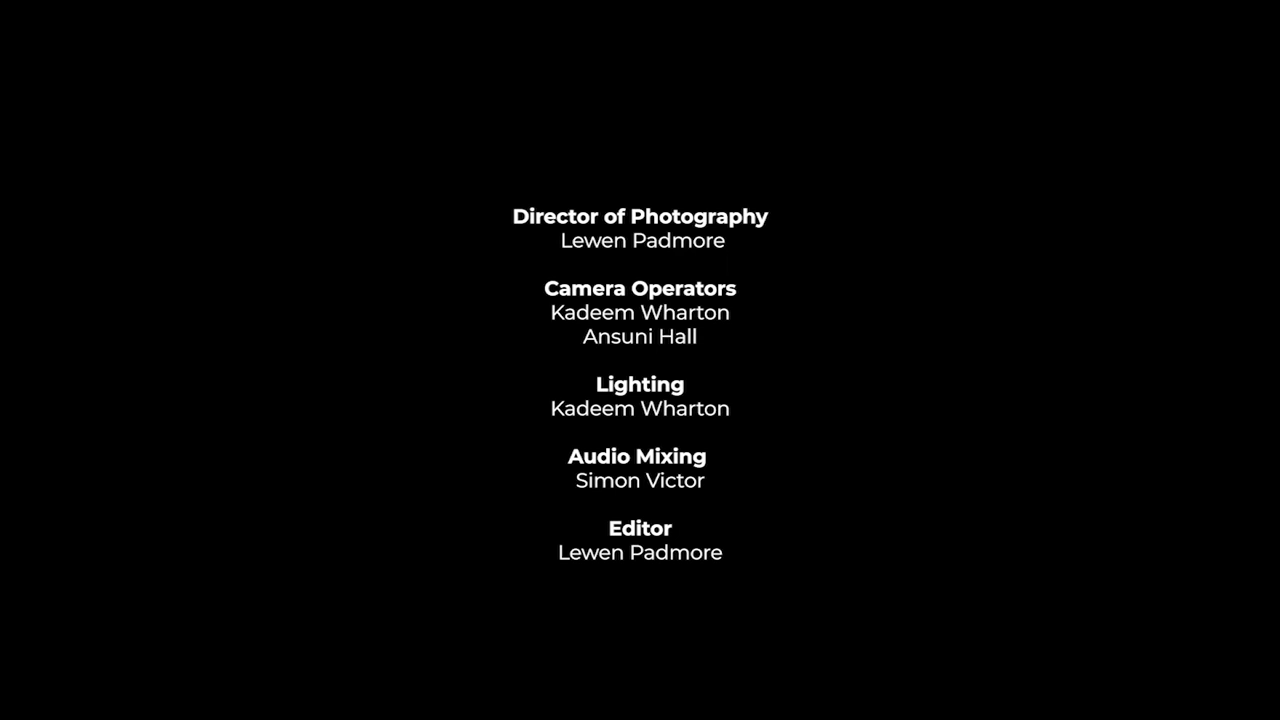 Director of Photography
Lewen Padmore
Camera Operators
Kadeem Wharton
Ansuni Hall
Lighting
Kadeem Wharton
Audio Mixing
Simon Victor
Editor
Lewen Padmore